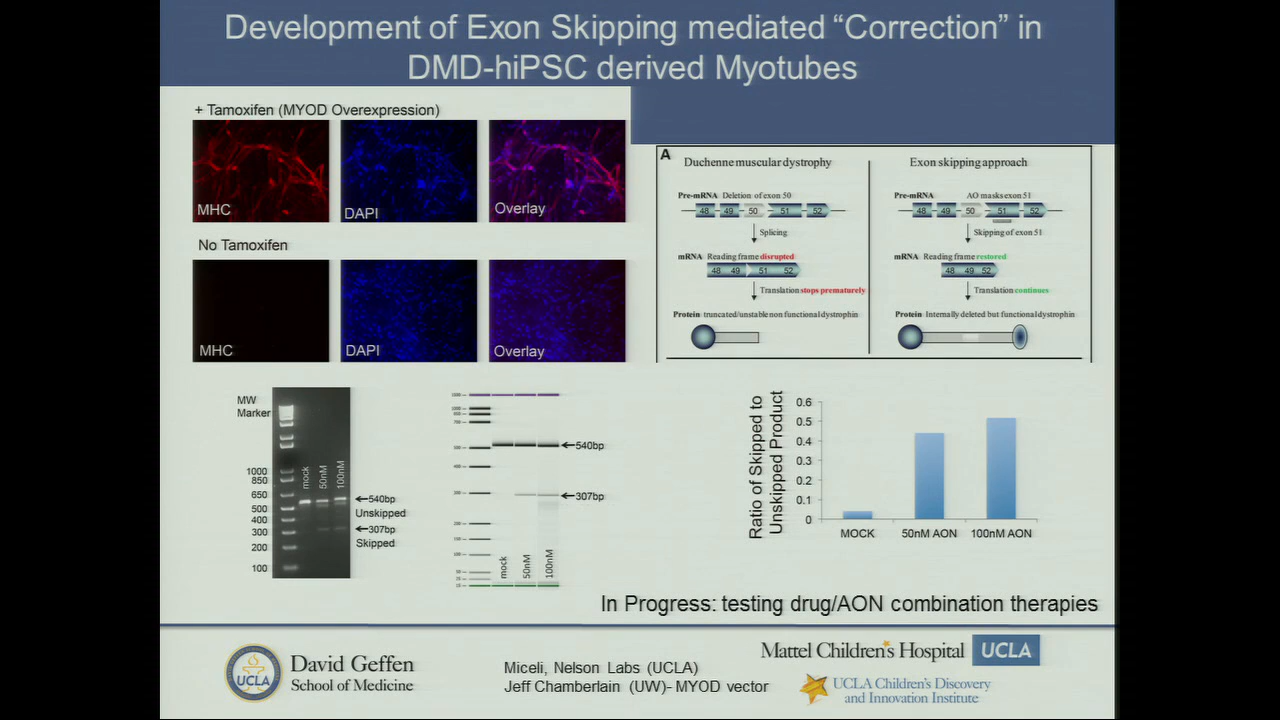 Development of Exon Skipping mediated “Correction” in
DMD-hiPSC derived Myotubes
+ Tamoxifen (MYOD Overexpression)
MHC
DAPI
Overlay
No Tamoxifen
MHC
DAPI
Overlay
A
Duchenne muscular dystrophy
Pre-mRNA Deletion of exon 50
48 49 50 51 52
Splicing
mRNA Reading frame disrupted
48 49 51 52
Translation stops prematurely
Protein truncated/unstable non functional dystrophin
Exon skipping approach
Pre-mRNA AO masks exon 51
48 49 50 51 52
Skipping of exon 51
mRNA Reading frame restored
48 49 52
Translation continues
Protein Internally deleted but functional dystrophin
MW
Marker
1000
850
650
500
400
300
200
100
mock
50nM
100nM
540bp
Unskipped
307bp
Skipped
540bp
307bp
mock
50nM
100nM
Ratio of Skipped to
Unskipped Product
0.6
0.5
0.4
0.3
0.2
0.1
0
MOCK
50nM AON
100nM AON
In Progress: testing drug/AON combination therapies
UCLA
David Geffen
School of Medicine
Miceli, Nelson Labs (UCLA)
Jeff Chamberlain (UW)- MYOD vector
Mattel Children's Hospital
UCLA
UCLA Children's Discovery
and Innovation Institute